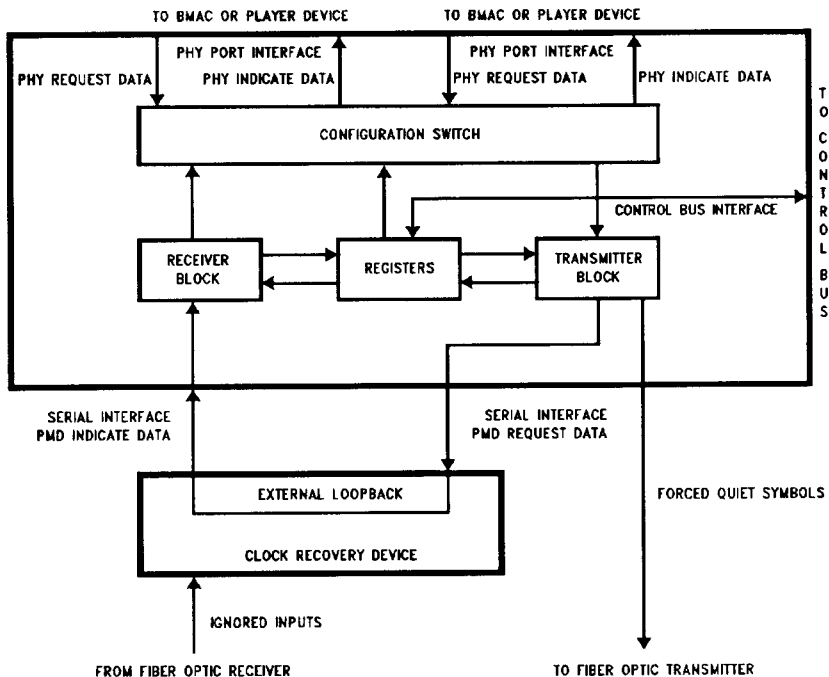 TO BMAC OR PLAYER DEVICE
TO BMAC OR PLAYER DEVICE
PHY PORT INTERFACE
PHY PORT INTERFACE
PHY REQUEST DATA
PHY INDICATE DATA
PHY REQUEST DATA
PHY INDICATE DATA
CONFIGURATION SWITCH
TO CONTROL BUS
CONTROL BUS INTERFACE
RECEIVER
BLOCK
REGISTERS
TRANSMITTER
BLOCK
SERIAL INTERFACE
PMD INDICATE DATA
SERIAL INTERFACE
PMD REQUEST DATA
EXTERNAL LOOPBACK
FORCED QUIET SYMBOLS
CLOCK RECOVERY DEVICE
IGNORED INPUTS
FROM FIBER OPTIC RECEIVER
TO FIBER OPTIC TRANSMITTER